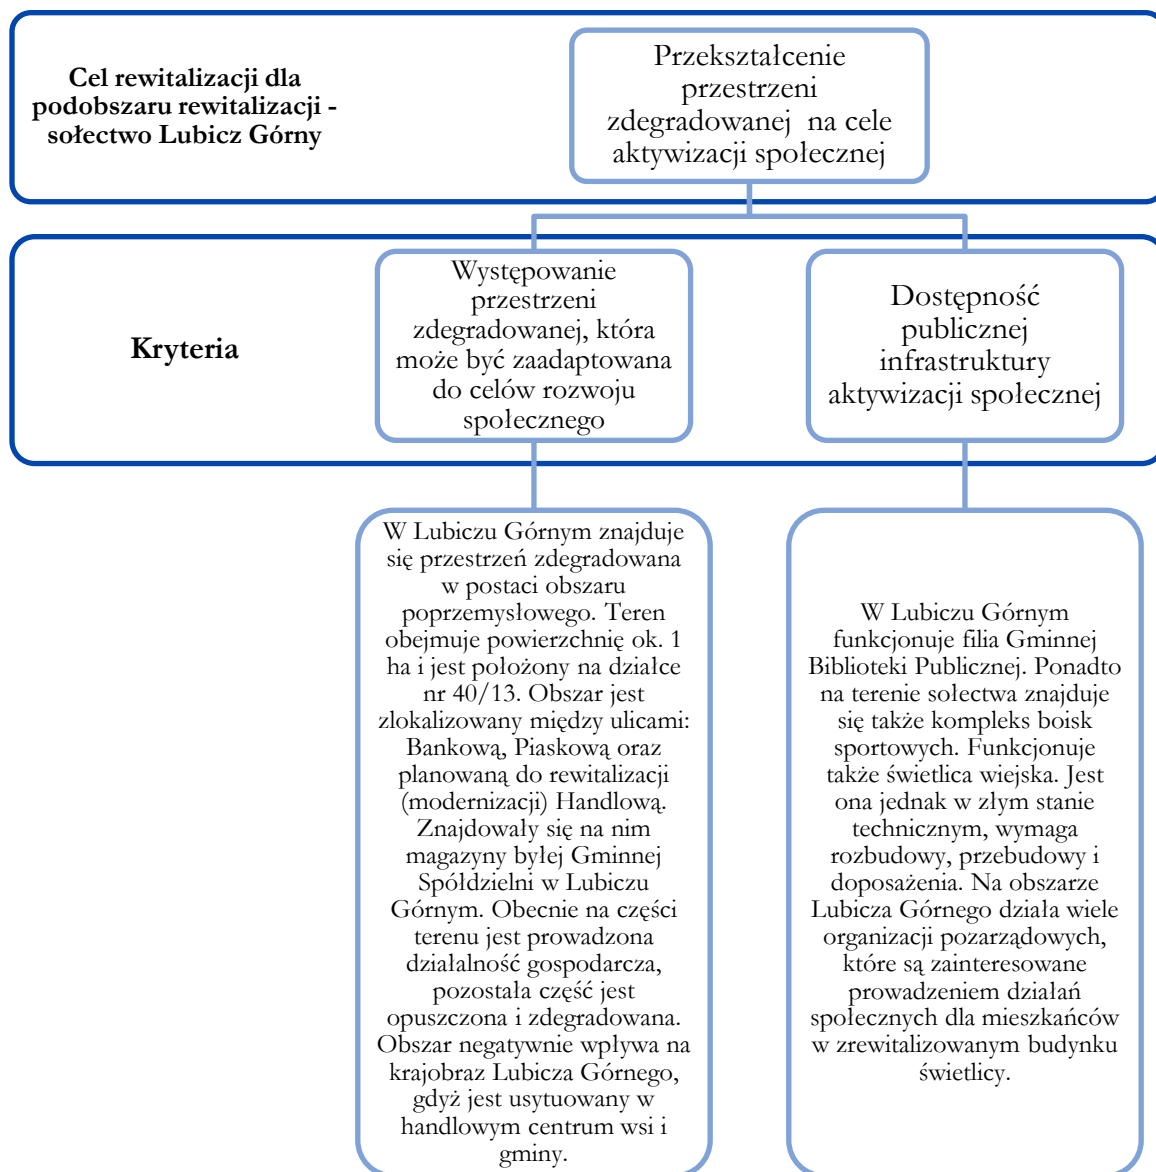 Cel rewitalizacji dla
podobszaru rewitalizacji -
sołectwo Lubicz Górny
Przekształcenie
przestrzeni
zdegradowanej  na cele
aktywizacji społecznej
Kryteria
Występowanie
przestrzeni
zdegradowanej, która
może być zaadaptowana
do celów rozwoju
społecznego
Dostępność
publicznej
infrastruktury
aktywizacji społecznej
W Lubiczu Górnym znajduje
się przestrzeń zdegradowana
w postaci obszaru
poprzemysłowego. Teren
obejmuje powierzchnię ok. 1
ha i jest położony na działce
nr 40/13. Obszar jest
zlokalizowany między ulicami:
Bankową, Piaskową oraz
planowaną do rewitalizacji
(modernizacji) Handlową.
Znajdowały się na nim
magazyny byłej Gminnej
Spółdzielni w Lubiczu
Górnym. Obecnie na części
terenu jest prowadzona
działalność gospodarcza,
pozostała część jest
opuszczona i zdegradowana.
Obszar negatywnie wpływa na
krajobraz Lubicza Górnego,
gdyż jest usytuowany w
handlowym centrum wsi i
gminy.
W Lubiczu Górnym
funkcjonuje filia Gminnej
Biblioteki Publicznej. Ponadto
na terenie sołectwa znajduje
się także kompleks boisk
sportowych. Funkcjonuje
także świetlica wiejska. Jest
ona jednak w złym stanie
technicznym, wymaga
rozbudowy, przebudowy i
doposażenia. Na obszarze
Lubicza Górnego działa wiele
organizacji pozarządowych,
które są zainteresowane
prowadzeniem działań
społecznych dla mieszkańców
w zrewitalizowanym budynku
świetlicy.